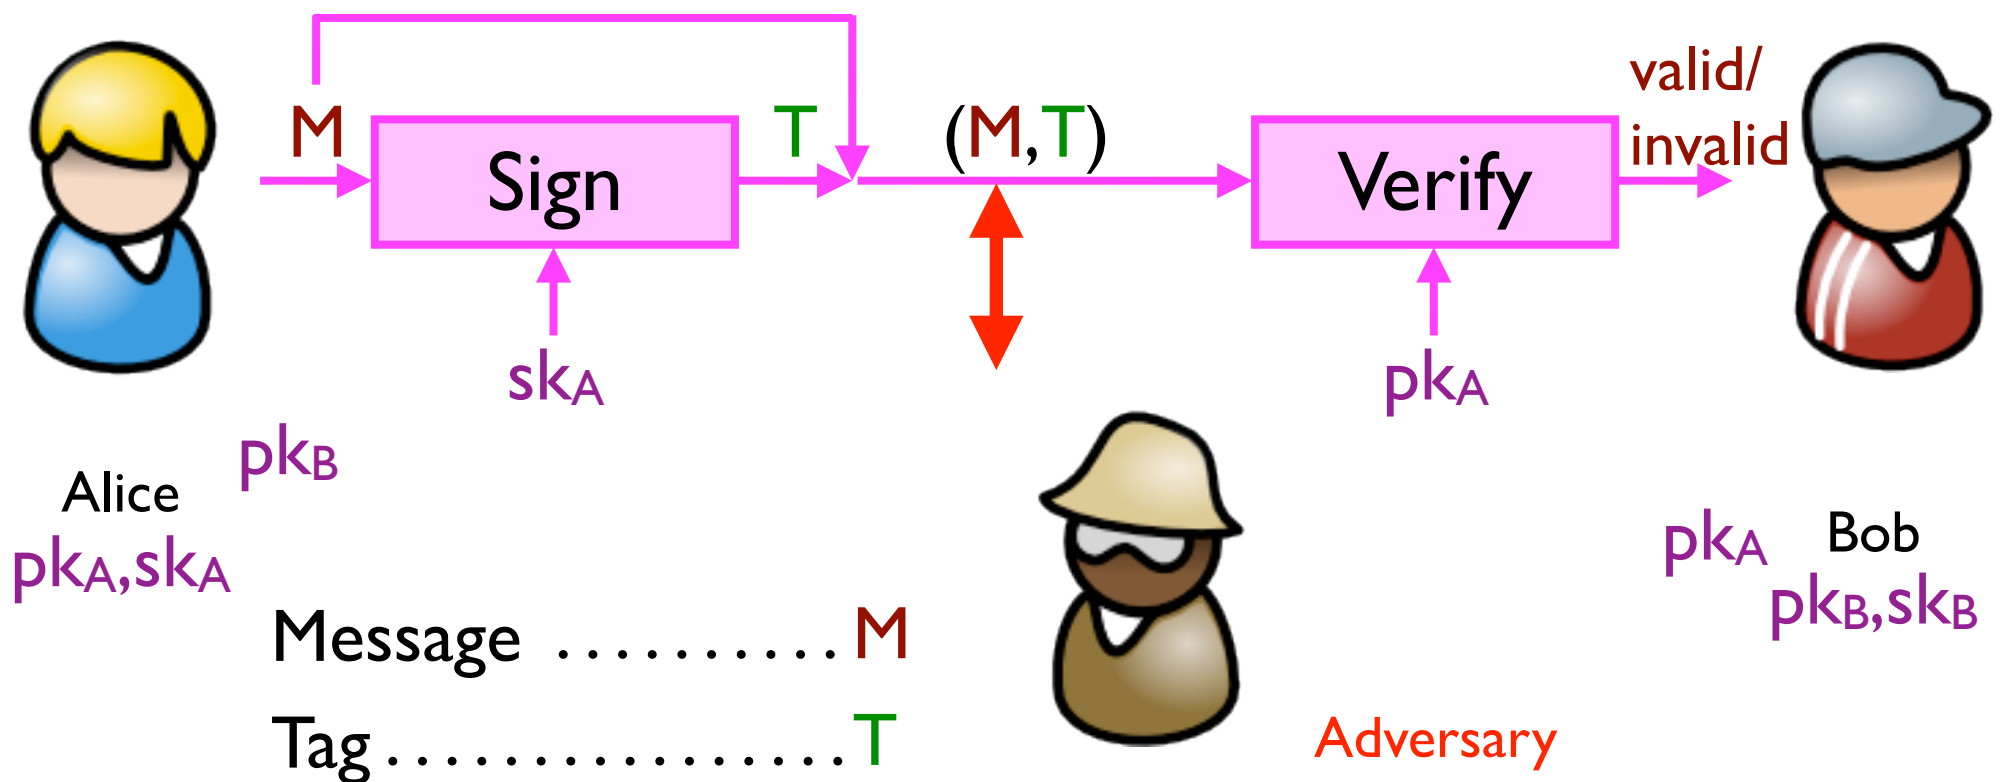 valid/
invalid
M
T
(M,T)
Sign
Verify
skA
pkA
pkB
Alice
pkA,skA
pkA
Bob
pkB,skB
Message ..........M
Tag................T
Adversary